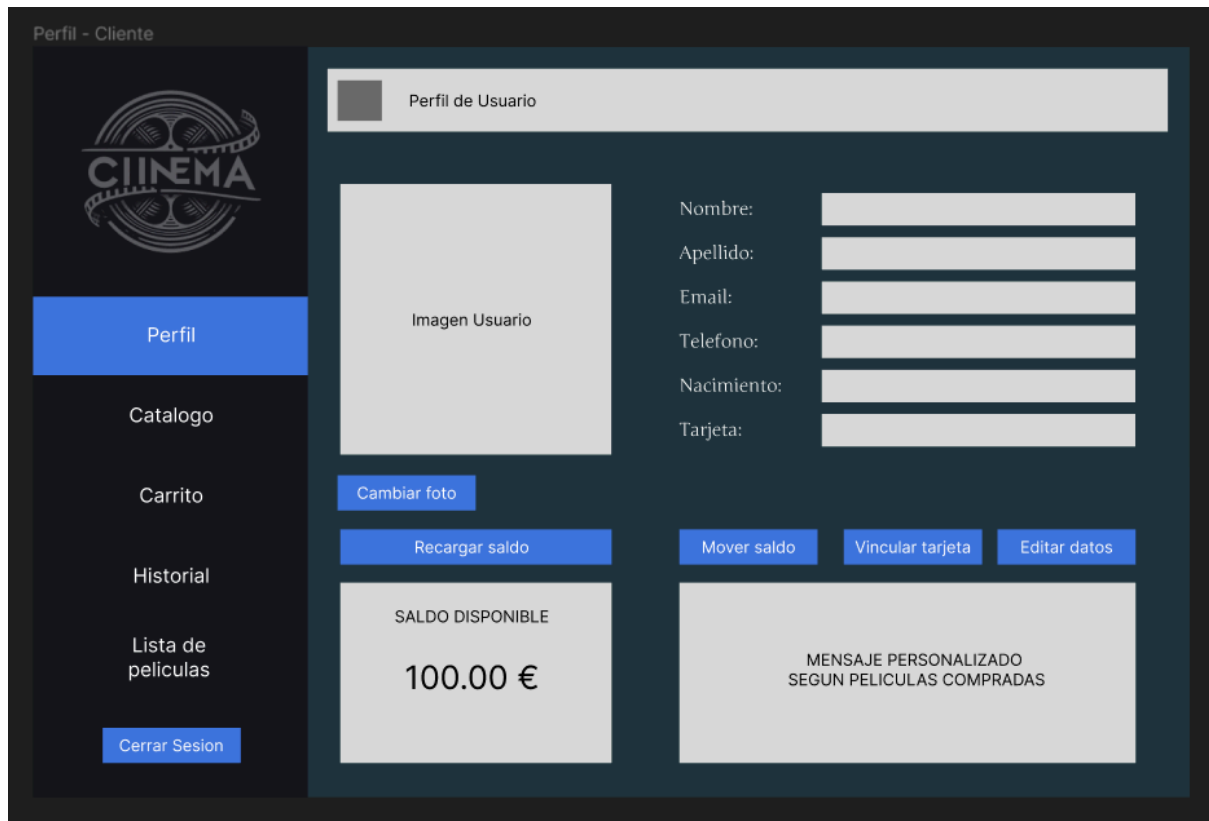 Perfil - Cliente
CIINEMA
Perfil
Catalogo
Carrito
Historial
Lista de
peliculas
Cerrar Sesion
Perfil de Usuario
Imagen Usuario
Cambiar foto
Nombre:
Apellido:
Email:
Telefono:
Nacimiento:
Tarjeta:
Recargar saldo
Mover saldo
Vincular tarjeta
Editar datos
SALDO DISPONIBLE
100.00 €
MENSAJE PERSONALIZADO
SEGUN PELICULAS COMPRADAS